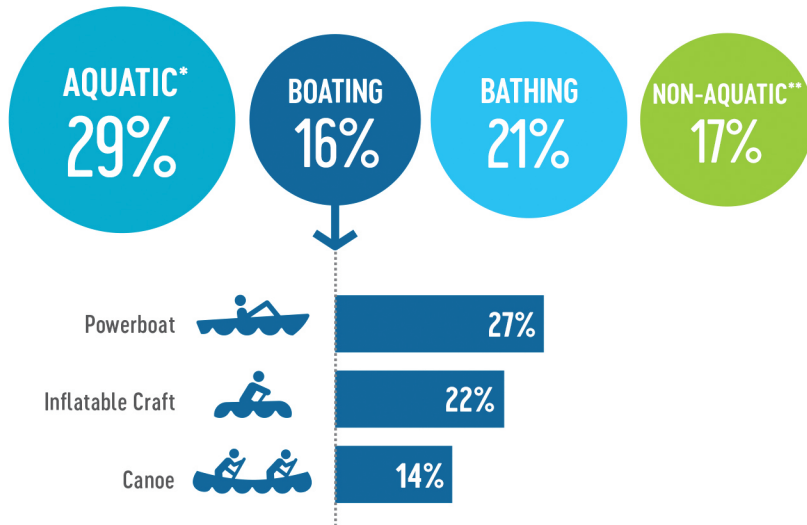 AQUATIC*
29%
BOATING
16%
BATHING
21%
NON-AQUATIC**
17%
Powerboat
27%
Inflatable Craft
22%
Canoe
14%